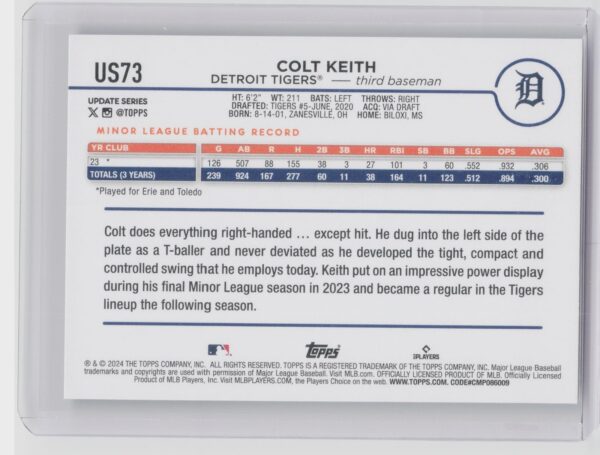 US73
COLT KEITH
DETROIT TIGERS® — third baseman
UPDATE SERIES
X @TOPPS
HT: 6'2" WT: 211 BATS: LEFT THROWS: RIGHT
DRAFTED: TIGERS #5-JUNE, 2020 ACQ: VIA DRAFT
BORN: 8-14-01, ZANESVILLE, OH HOME: BILOXI, MS
D
MINOR LEAGUE BATTING RECORD
YR CLUB G AB R H 2B 3B HR RBI SB BB SLG OPS AVG
23 * 126 507 88 155 38 3 27 101 3 60 .552 .932 .306
TOTALS (3 YEARS) 239 924 167 277 60 11 38 164 11 123 .512 .894 .300
*Played for Erie and Toledo
Colt does everything right-handed … except hit. He dug into the left side of the
plate as a T-baller and never deviated as he developed the tight, compact and
controlled swing that he employs today. Keith put on an impressive power display
during his final Minor League season in 2023 and became a regular in the Tigers
lineup the following season.
Topps
PLAYERS
® & © 2024 THE TOPPS COMPANY, INC. ALL RIGHTS RESERVED. TOPPS IS A REGISTERED TRADEMARK OF THE TOPPS COMPANY, INC. Major League Baseball
trademarks and copyrights are used with permission of Major League Baseball. Visit MLB.com. OFFICIALLY LICENSED PRODUCT OF MLB. Officially Licensed
Product of MLB Players, Inc. Visit MLBPLAYERS.COM, the Players Choice on the web. WWW.TOPPS.COM. CODE#CMP086009